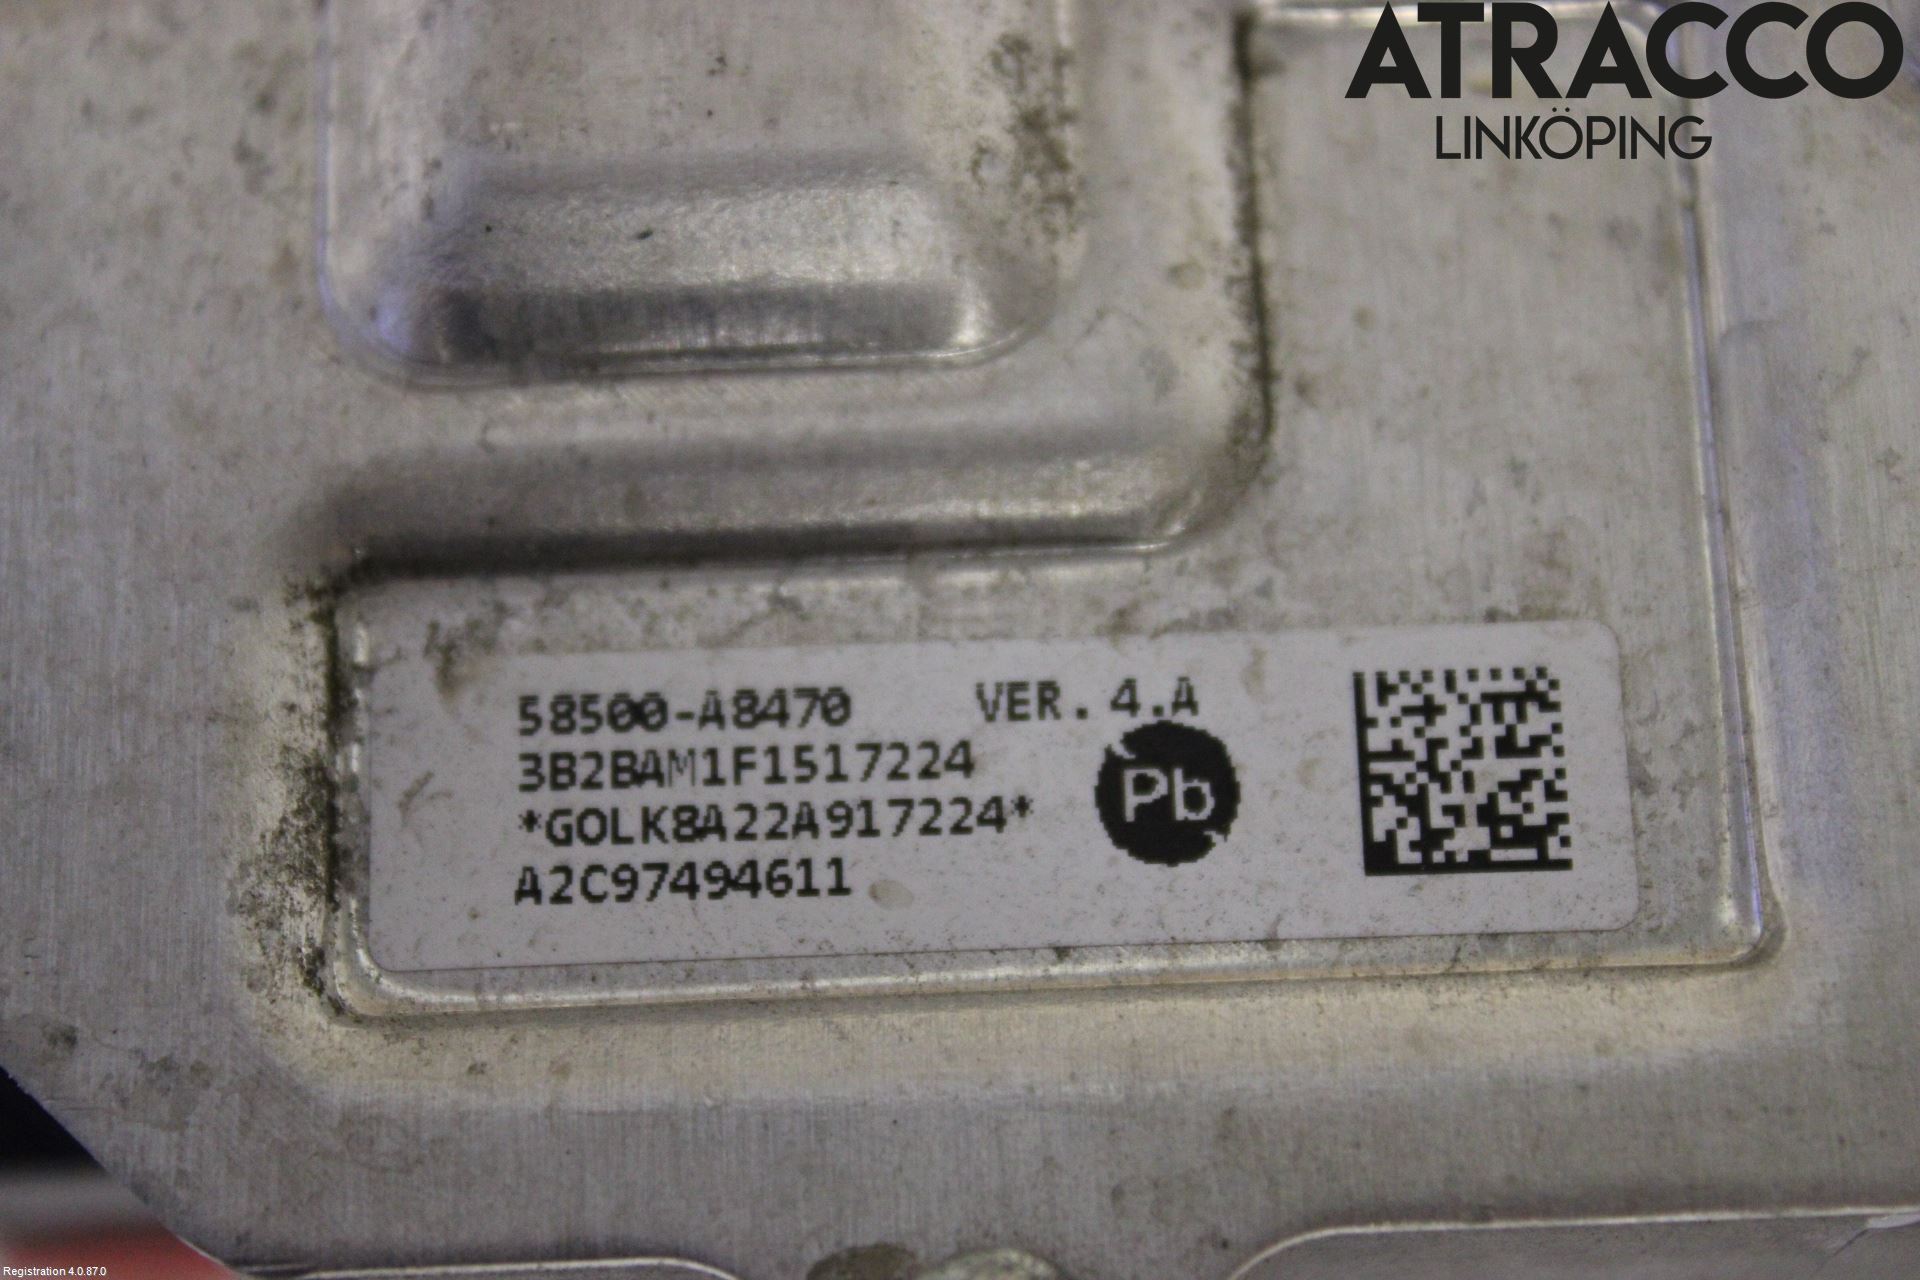 ATRACCO
LINKÖPING
58500-A8470 VER. 4.A
3B2BAM1F1517224
*GOLK8A22A917224*
A2C97494611
Pb
Registration 4.0.87.0